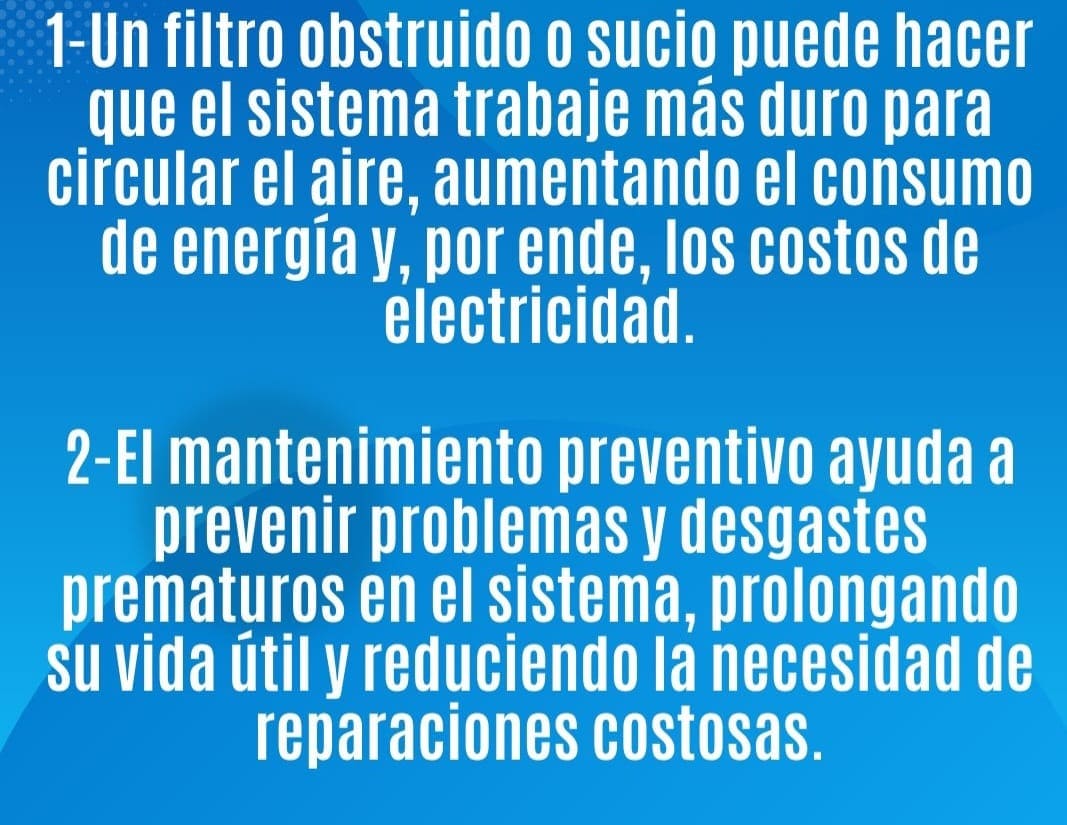 1-Un filtro obstruido o sucio puede hacer
que el sistema trabaje más duro para
circular el aire, aumentando el consumo
de energía y, por ende, los costos de
electricidad.
2-El mantenimiento preventivo ayuda a
prevenir problemas y desgastes
prematuros en el sistema, prolongando
su vida útil y reduciendo la necesidad de
reparaciones costosas.